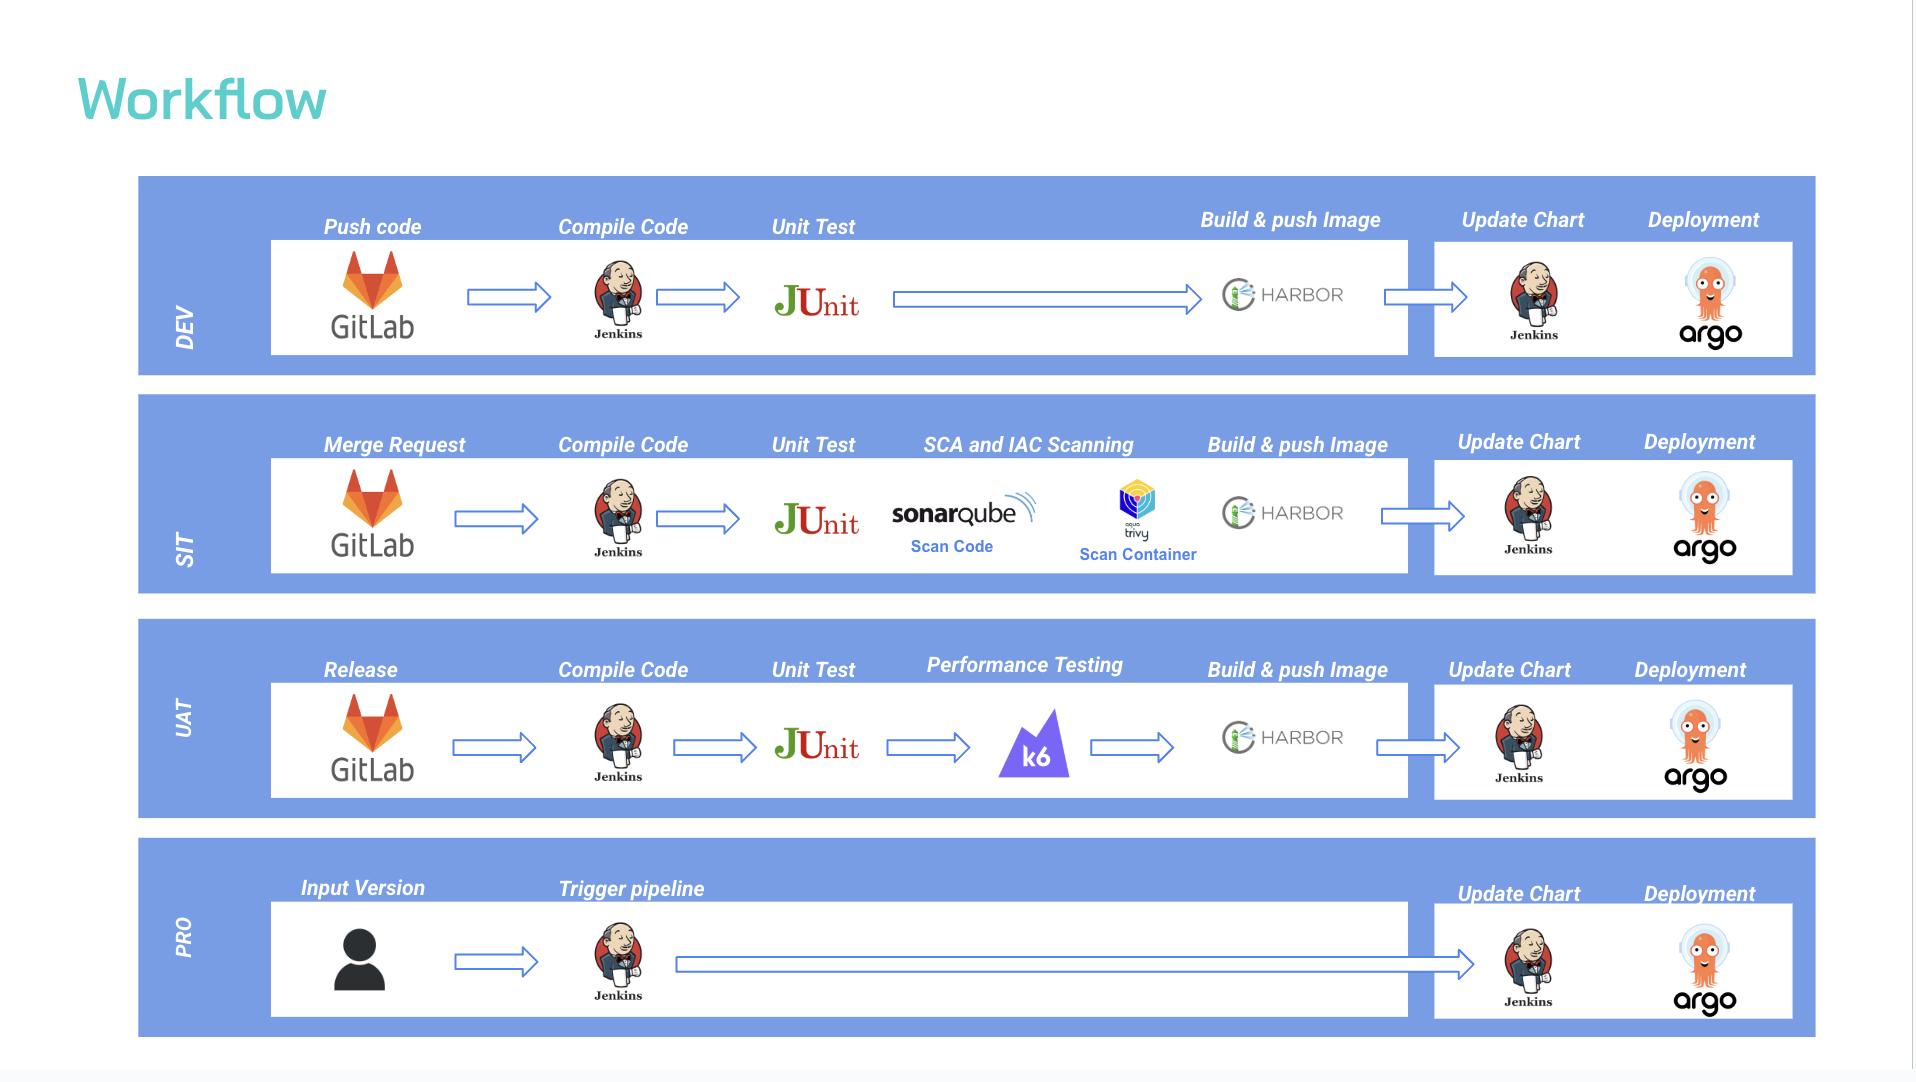 Workflow
DEV
Push code
Compile Code
Unit Test
Build & push Image
Update Chart
Deployment
GitLab
Jenkins
JUnit
HARBOR
Jenkins
argo
SIT
Merge Request
Compile Code
Unit Test
SCA and IAC Scanning
Build & push Image
Update Chart
Deployment
GitLab
Jenkins
JUnit
sonarqube
Scan Code
aqua
trivy
Scan Container
HARBOR
Jenkins
argo
UAT
Release
Compile Code
Unit Test
Performance Testing
Build & push Image
Update Chart
Deployment
GitLab
Jenkins
JUnit
k6
HARBOR
Jenkins
argo
PRO
Input Version
Trigger pipeline
Update Chart
Deployment
Jenkins
Jenkins
argo